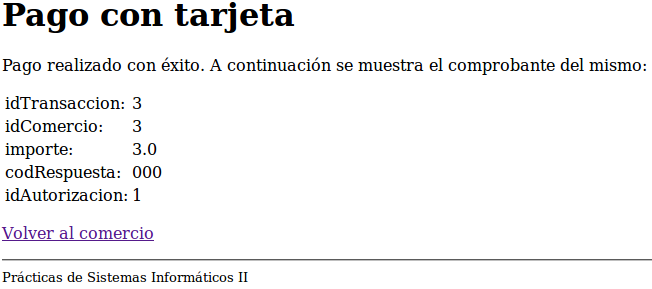 Pago con tarjeta
Pago realizado con éxito. A continuación se muestra el comprobante del mismo:
idTransaccion: 3
idComercio: 3
importe: 3.0
codRespuesta: 000
idAutorizacion: 1
Volver al comercio
Prácticas de Sistemas Informáticos II